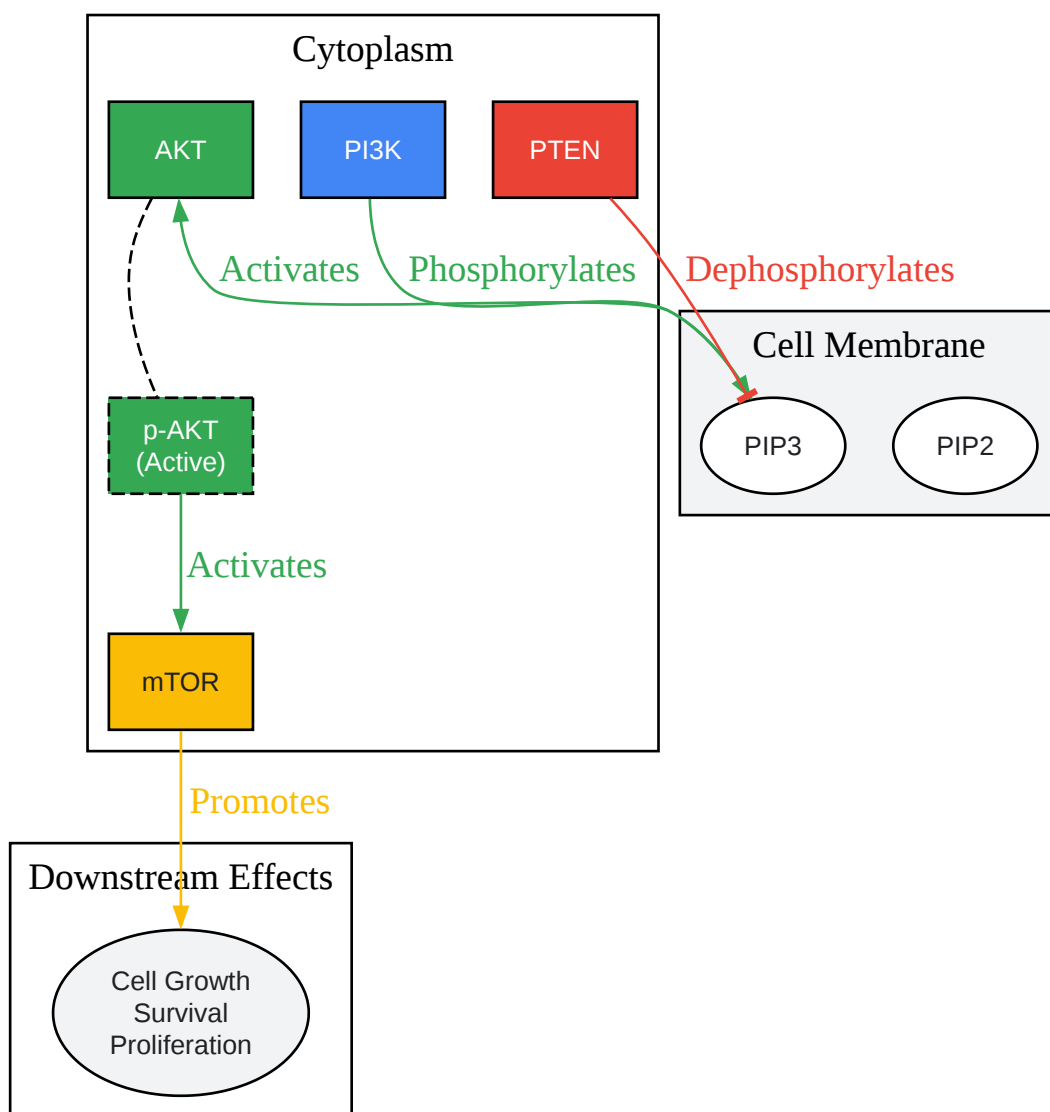 Cytoplasm
AKT
PI3K
PTEN
Activates
Phosphorylates
Dephosphorylates
Cell Membrane
p-AKT
(Active)
PIP3
PIP2
Activates
mTOR
Promotes
Downstream Effects
Cell Growth
Survival
Proliferation